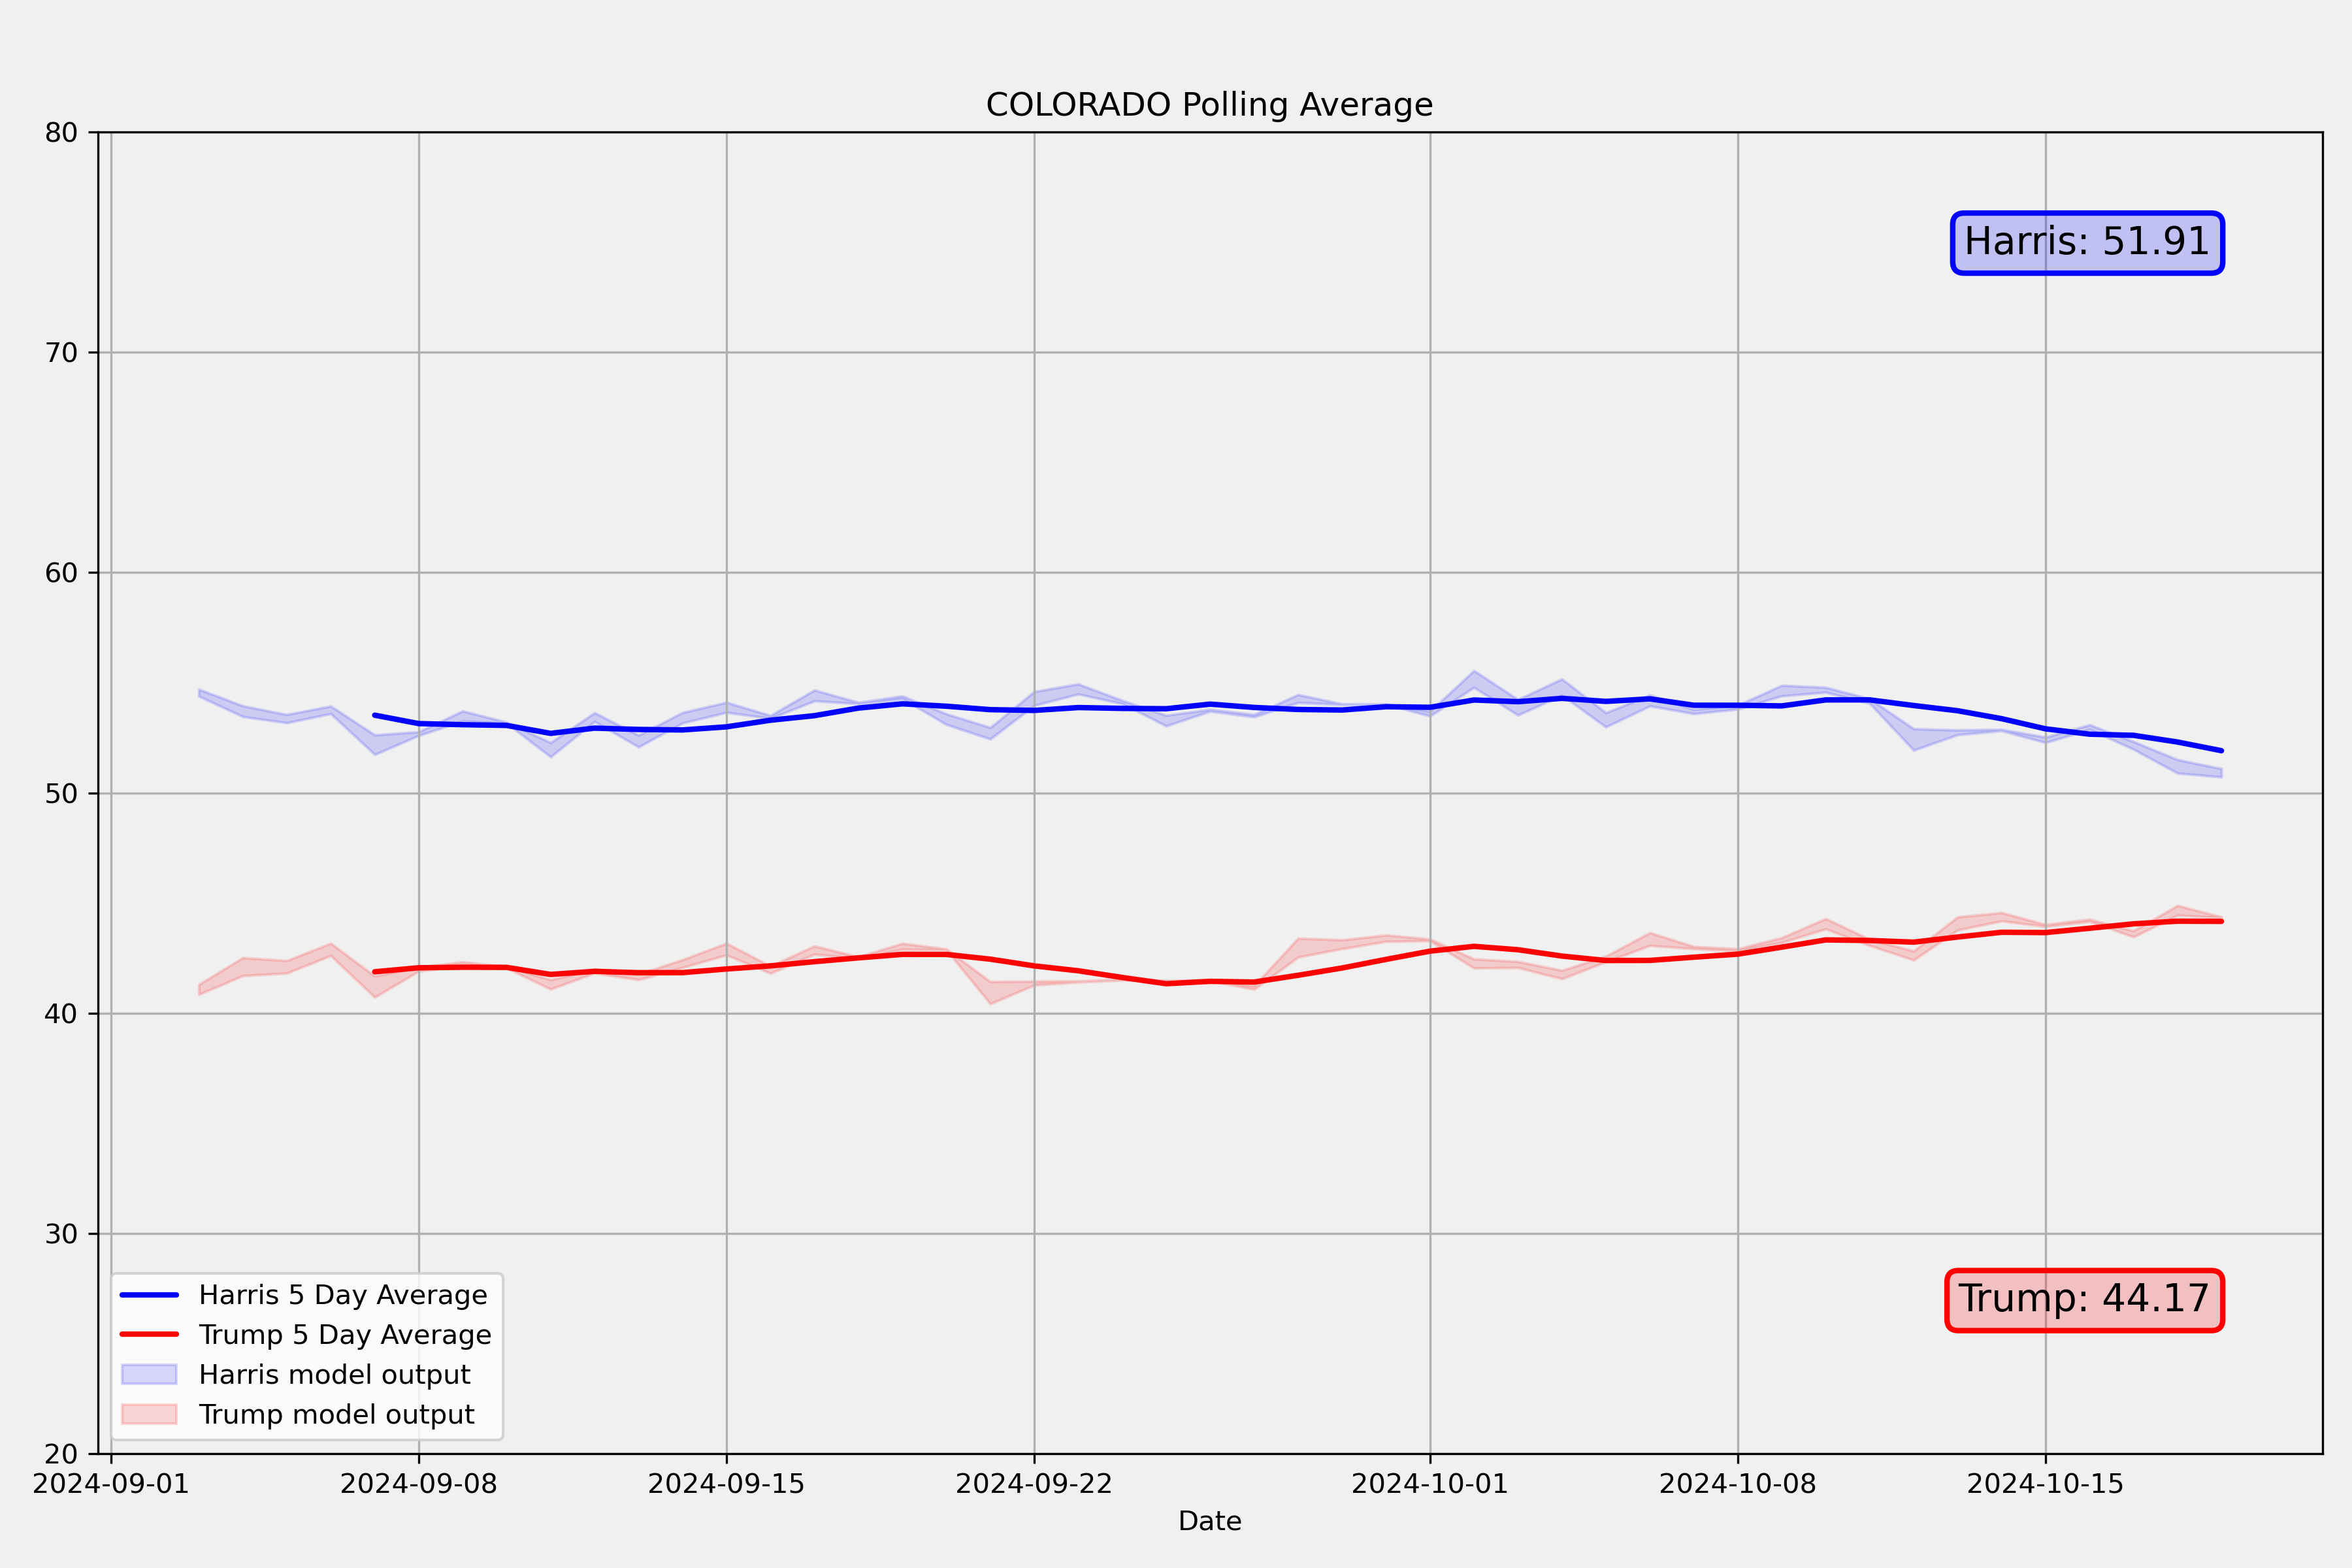 COLORADO Polling Average
80
70
60
50
40
30
20
Harris: 51.91
Trump: 44.17
Harris 5 Day Average
Trump 5 Day Average
Harris model output
Trump model output
2024-09-01 2024-09-08 2024-09-15 2024-09-22 2024-10-01 2024-10-08 2024-10-15
Date